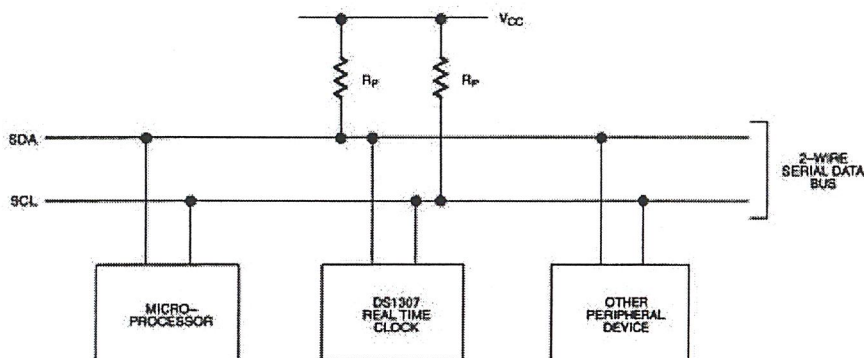 VCC
RP
RP
SDA
2-WIRE
SERIAL DATA
BUS
SCL
MICRO-
PROCESSOR
DS1307
REAL TIME
CLOCK
OTHER
PERIPHERAL
DEVICE